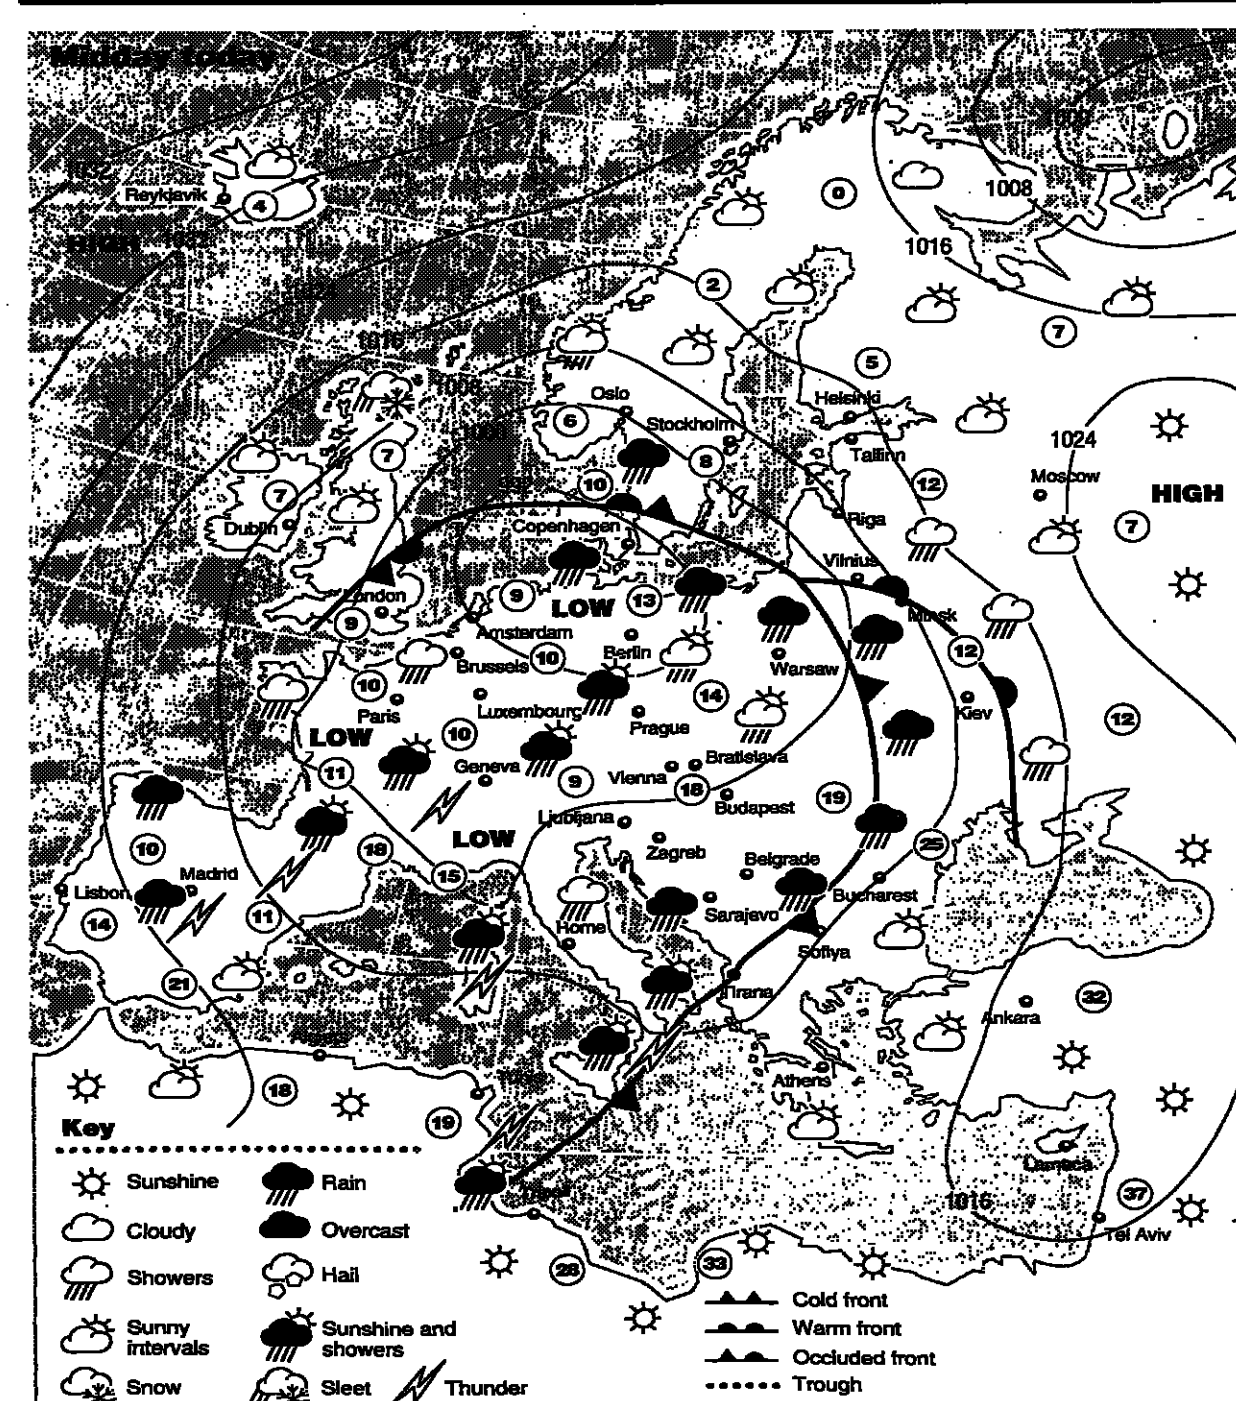 Midday today.
1000
1032
Reykjavik
4
0
1008
HIGH
1032
1016
2
7
1016
5
1008
Oslo
Helsinki
6
Stockholm
1024
7
8
Tallinn
Moscow
12
10
HIGH
7
Dublin
Riga
7
Copenhagen
Vilnius
London
9
LOW
13
Minsk
9
Amsterdam
Berlin
12
Brussels
10
Warsaw
10
Paris
Luxembourg
14
Kiev
12
Prague
LOW
10
Geneva
Bratislava
11
9
Vienna
18
19
Budapest
Ljubljana
LOW
10
Zagreb
25
Belgrade
Madrid
15
Bucharest
Lisbon
Sarajevo
14
11
Rome
Sofiya
21
Tirana
32
Ankara
18
Athens
19
Larnaca
37
1016
Tel Aviv
28
33
Key
Sunshine
Rain
Cloudy
Overcast
Showers
Hail
Sunny
intervals
Sunshine and
showers
Snow
Sleet
Thunder
Cold front
Warm front
Occluded front
Trough